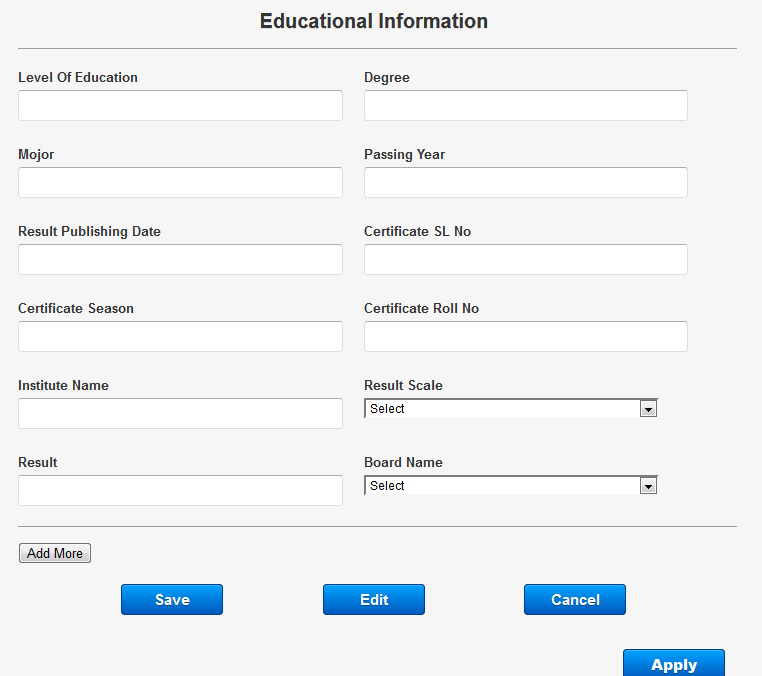 Educational Information
Level Of Education Degree
Mojor Passing Year
Result Publishing Date Certificate SL No
Certificate Season Certificate Roll No
Institute Name Result Scale
Select
Result Board Name
Select
Add More
Save Edit Cancel
Apply